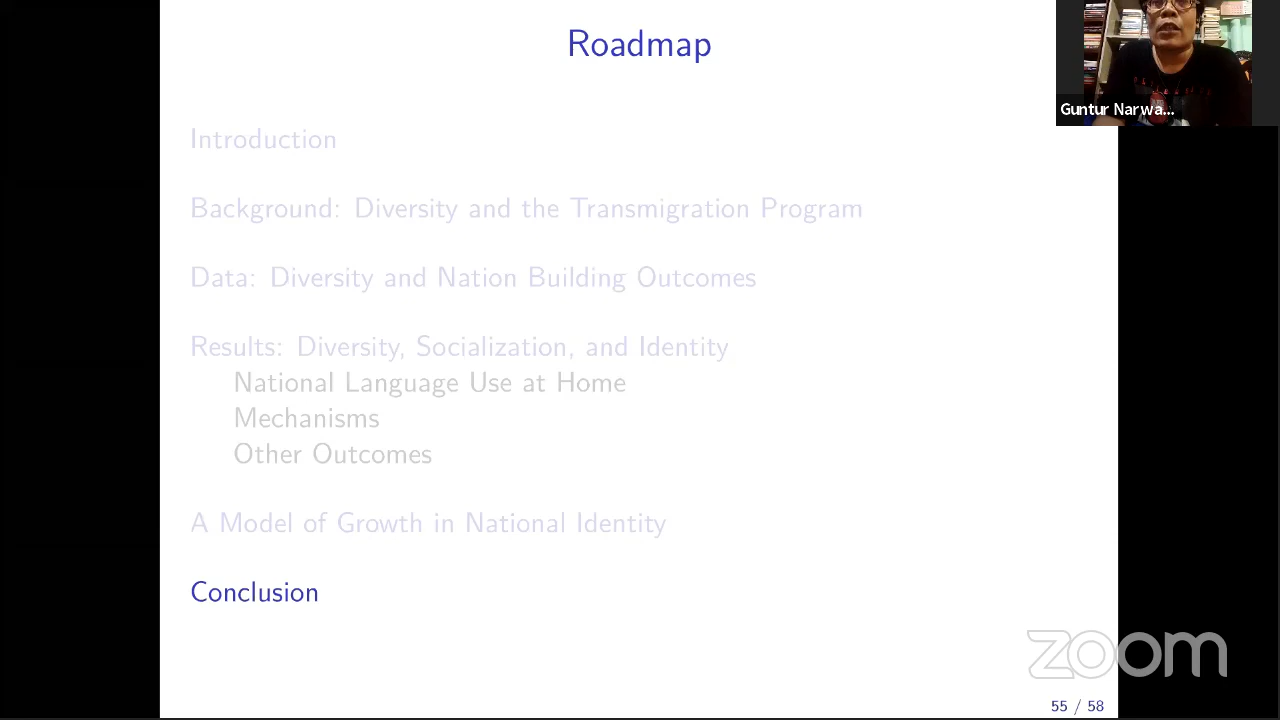 Roadmap
Guntur Narwa...
Introduction
Background: Diversity and the Transmigration Program
Data: Diversity and Nation Building Outcomes
Results: Diversity, Socialization, and Identity
National Language Use at Home
Mechanisms
Other Outcomes
A Model of Growth in National Identity
Conclusion
zoom
55 / 58